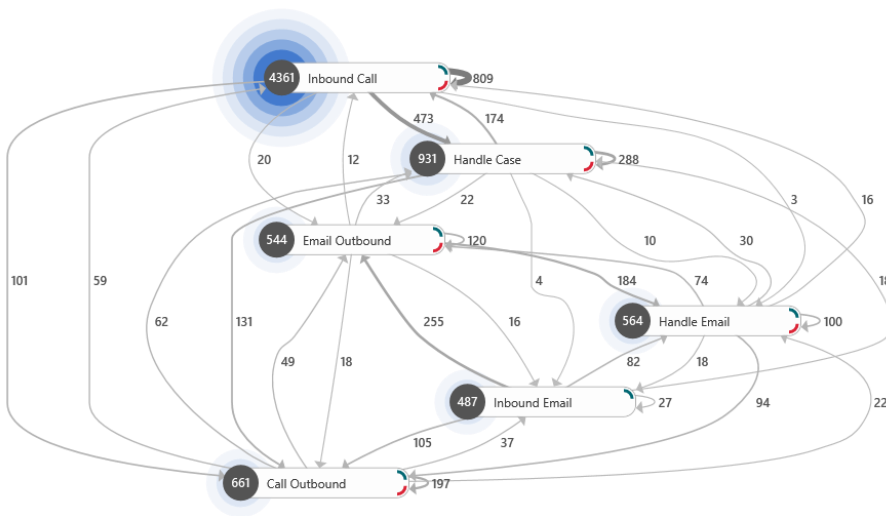 4361 Inbound Call 809
473 174
931 Handle Case 288
20 12
33 22
3 16
544 Email Outbound 120
10 30
101 59 4 184 74 18
62 131 255 16 564 Handle Email 100
49 18 82 18
487 Inbound Email 27 94 22
105 37
661 Call Outbound 197